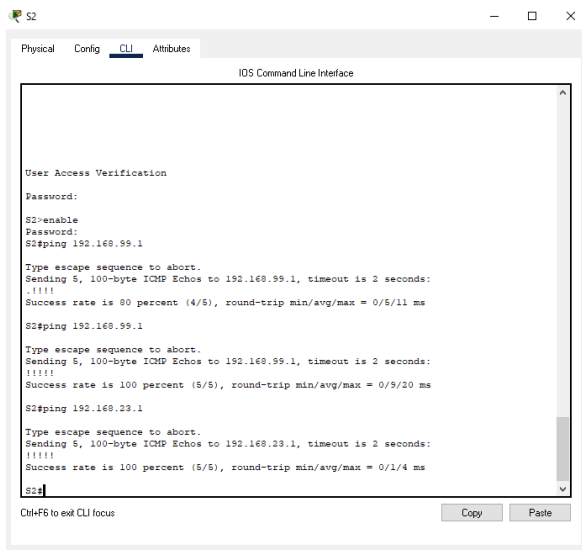 S2
Physical Config CLI Attributes
IOS Command Line Interface
User Access Verification
Password:
S2>enable
Password:
S2#ping 192.168.99.1
Type escape sequence to abort.
Sending 5, 100-byte ICMP Echos to 192.168.99.1, timeout is 2 seconds:
.!!!!
Success rate is 80 percent (4/5), round-trip min/avg/max = 0/5/11 ms
S2#ping 192.168.99.1
Type escape sequence to abort.
Sending 5, 100-byte ICMP Echos to 192.168.99.1, timeout is 2 seconds:
!!!!!
Success rate is 100 percent (5/5), round-trip min/avg/max = 0/9/20 ms
S2#ping 192.168.23.1
Type escape sequence to abort.
Sending 5, 100-byte ICMP Echos to 192.168.23.1, timeout is 2 seconds:
!!!!!
Success rate is 100 percent (5/5), round-trip min/avg/max = 0/1/4 ms
S2#
Ctrl+F6 to exit CLI focus
Copy Paste